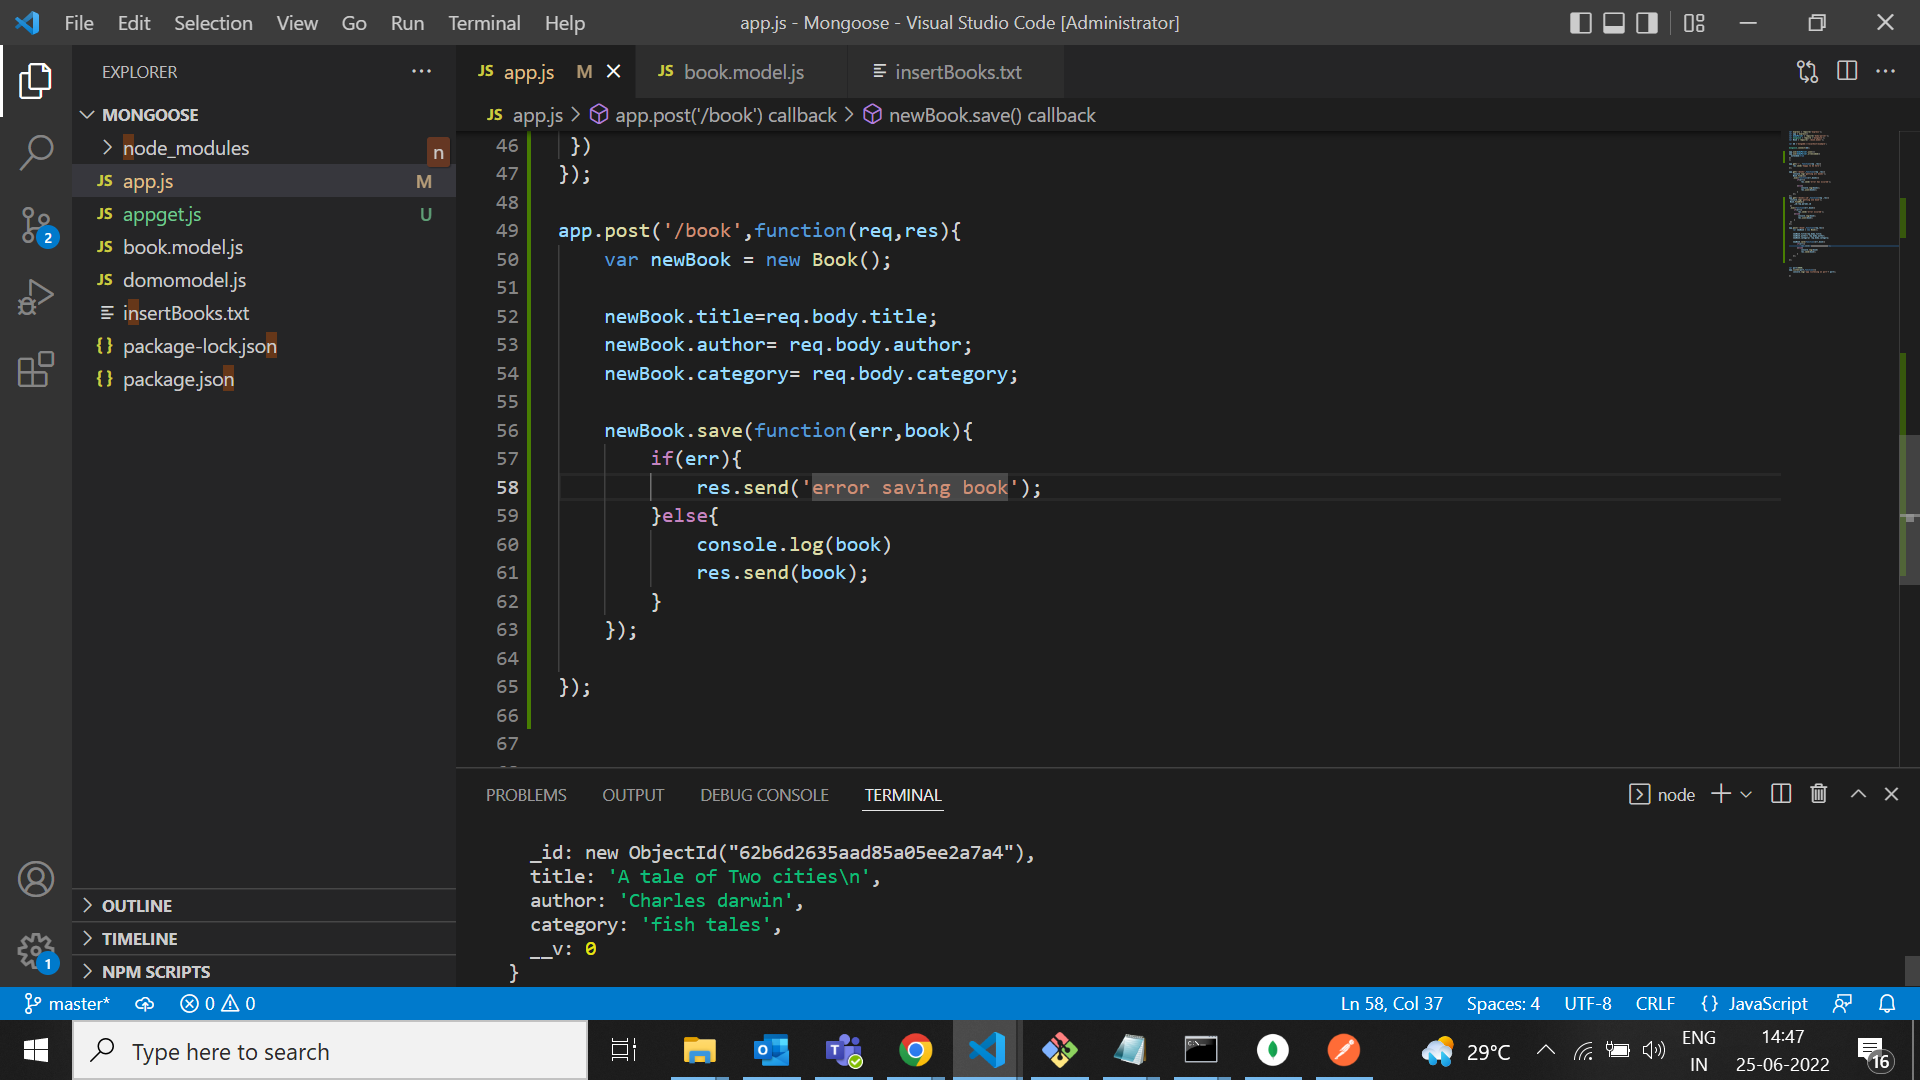 File Edit Selection View Go Run Terminal Help
app.js - Mongoose - Visual Studio Code [Administrator]
EXPLORER
MONGOOSE
node_modules
n
JS app.js M
JS appget.js U
JS book.model.js
JS domomodel.js
insertBooks.txt
{} package-lock.json
{} package.json
2
OUTLINE
TIMELINE
NPM SCRIPTS
1
JS app.js M
JS book.model.js
insertBooks.txt
JS app.js > app.post('/book') callback > newBook.save() callback
46 })
47 });
48
49 app.post('/book',function(req,res){
50 var newBook = new Book();
51
52 newBook.title=req.body.title;
53 newBook.author= req.body.author;
54 newBook.category= req.body.category;
55
56 newBook.save(function(err,book){
57 if(err){
58 res.send('error saving book');
59 }else{
60 console.log(book)
61 res.send(book);
62 }
63 });
64
65 });
66
67
PROBLEMS OUTPUT DEBUG CONSOLE TERMINAL
node
_id: new ObjectId("62b6d2635aad85a05ee2a7a4"),
title: 'A tale of Two cities\n',
author: 'Charles darwin',
category: 'fish tales',
__v: 0
}
master* 0 0
Ln 58, Col 37 Spaces: 4 UTF-8 CRLF {} JavaScript
Type here to search
29°C
ENG
IN
14:47
25-06-2022
16